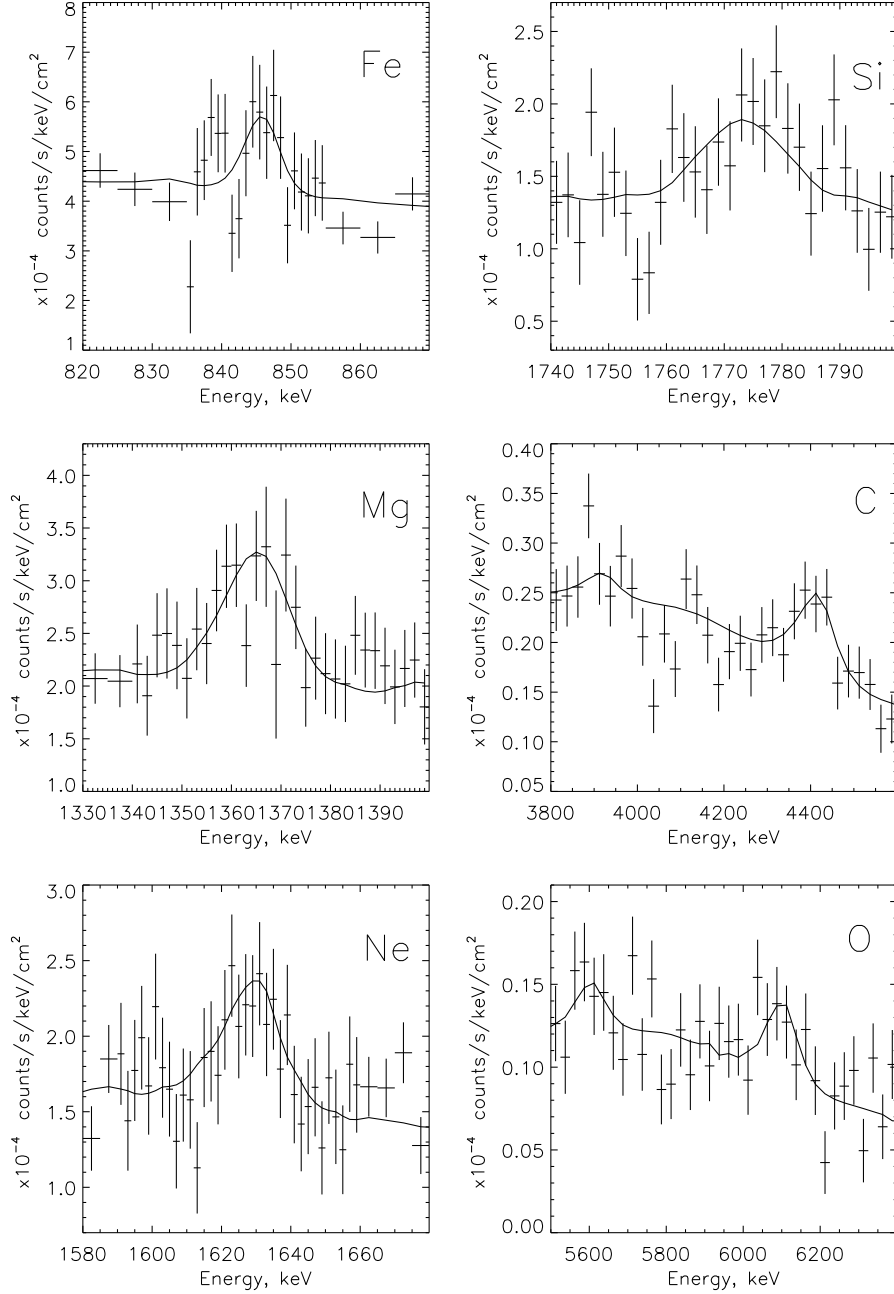 Fe
8
7
6
5
4
3
2
1
x10⁻⁴ counts/s/keV/cm²
820 830 840 850 860
Energy, keV
Si
2.5
2.0
1.5
1.0
0.5
x10⁻⁴ counts/s/keV/cm²
1740 1750 1760 1770 1780 1790
Energy, keV
Mg
4.0
3.5
3.0
2.5
2.0
1.5
1.0
x10⁻⁴ counts/s/keV/cm²
1330 1340 1350 1360 1370 1380 1390
Energy, keV
C
0.40
0.35
0.30
0.25
0.20
0.15
0.10
0.05
x10⁻⁴ counts/s/keV/cm²
3800 4000 4200 4400
Energy, keV
Ne
3.0
2.5
2.0
1.5
1.0
x10⁻⁴ counts/s/keV/cm²
1580 1600 1620 1640 1660
Energy, keV
O
0.20
0.15
0.10
0.05
0.00
x10⁻⁴ counts/s/keV/cm²
5600 5800 6000 6200
Energy, keV